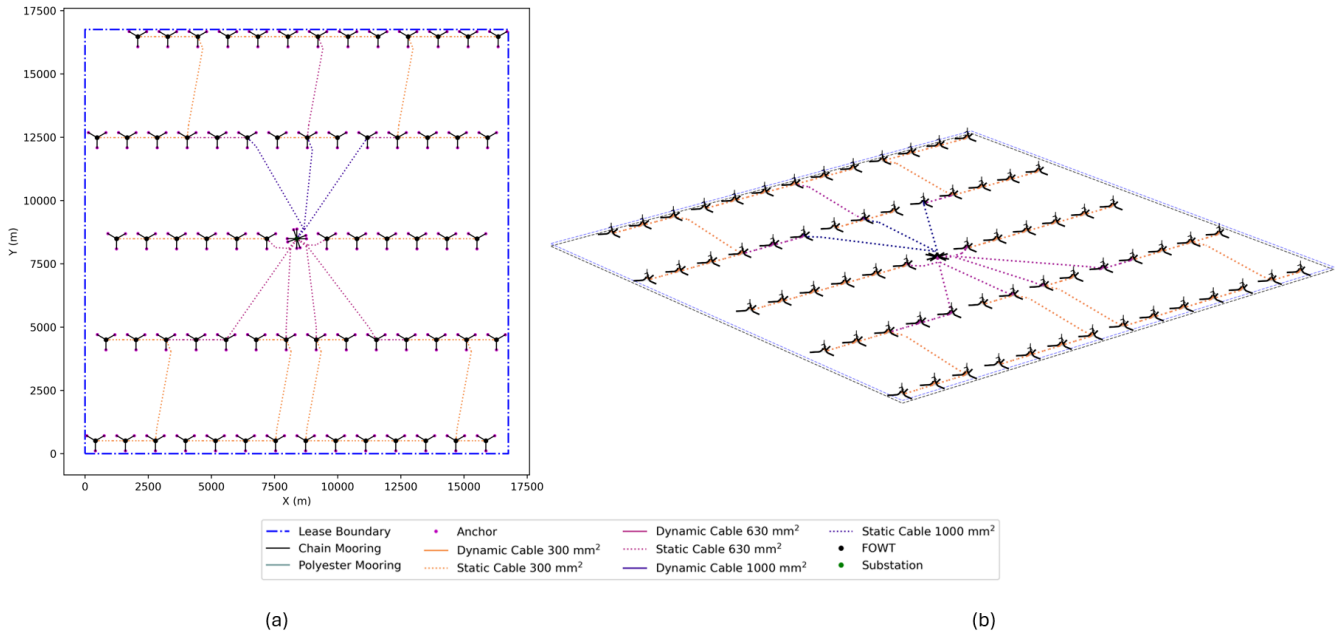 17500
15000
12500
10000
7500
5000
2500
0
Y (m)
0 2500 5000 7500 10000 12500 15000 17500
X (m)
Lease Boundary
Chain Mooring
Polyester Mooring
Anchor
Dynamic Cable 300 mm²
Static Cable 300 mm²
Dynamic Cable 630 mm²
Static Cable 630 mm²
Dynamic Cable 1000 mm²
Static Cable 1000 mm²
FOWT
Substation
(a)
(b)